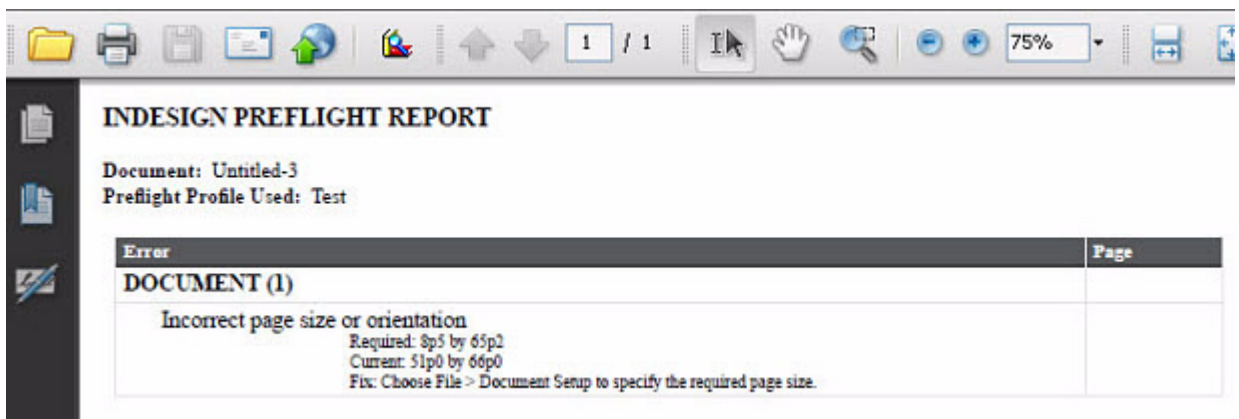 1 / 1 75%
INDESIGN PREFLIGHT REPORT
Document: Untitled-3
Preflight Profile Used: Test
Error Page
DOCUMENT (1)
Incorrect page size or orientation
Required: 8p5 by 65p2
Current: 51p0 by 66p0
Fix: Choose File > Document Setup to specify the required page size.